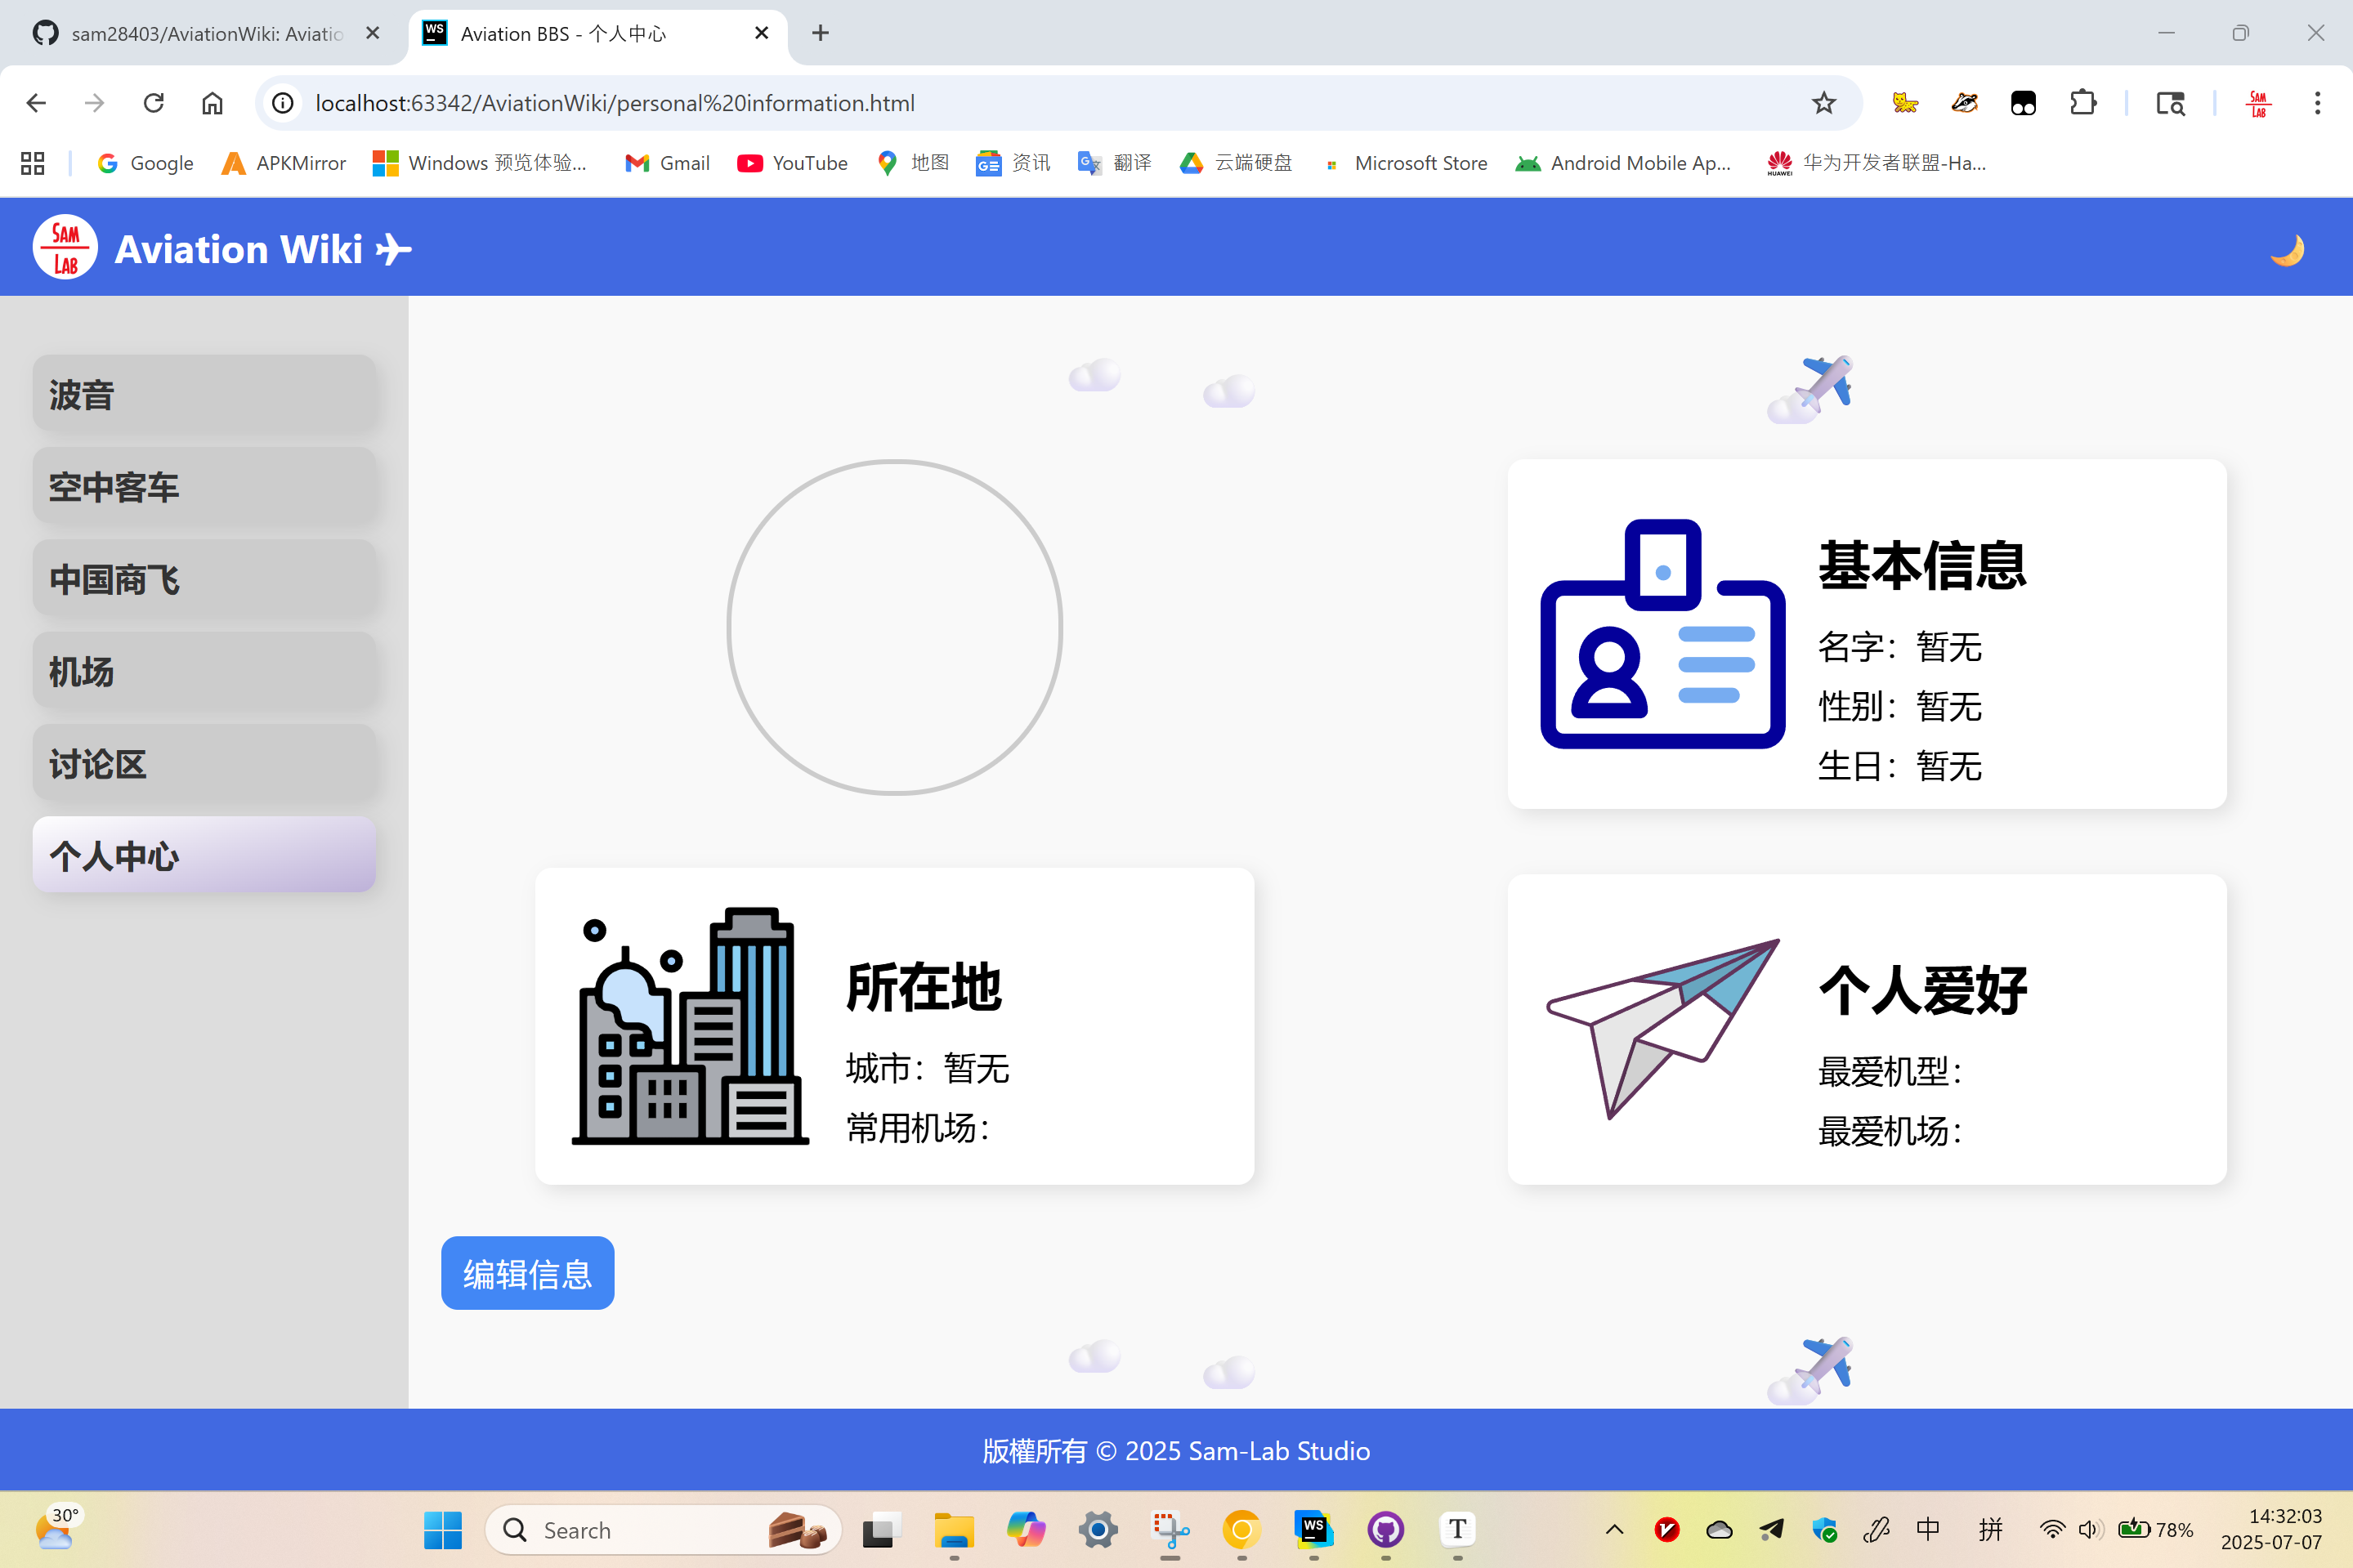 sam28403/AviationWiki: Aviatio
WS
Aviation BBS - 个人中心
localhost:63342/AviationWiki/personal%20information.html
SAM LAB
Google
APKMirror
Windows 预览体验...
Gmail
YouTube
地图
资讯
翻译
云端硬盘
Microsoft Store
Android Mobile Ap...
HUAWEI
华为开发者联盟-Ha...
SAM LAB
Aviation Wiki
波音
空中客车
中国商飞
机场
讨论区
个人中心
基本信息
名字：暂无
性别：暂无
生日：暂无
所在地
城市：暂无
常用机场：
个人爱好
最爱机型：
最爱机场：
编辑信息
版權所有 © 2025 Sam-Lab Studio
30°
Search
WS
T
中
拼
78%
14:32:03
2025-07-07